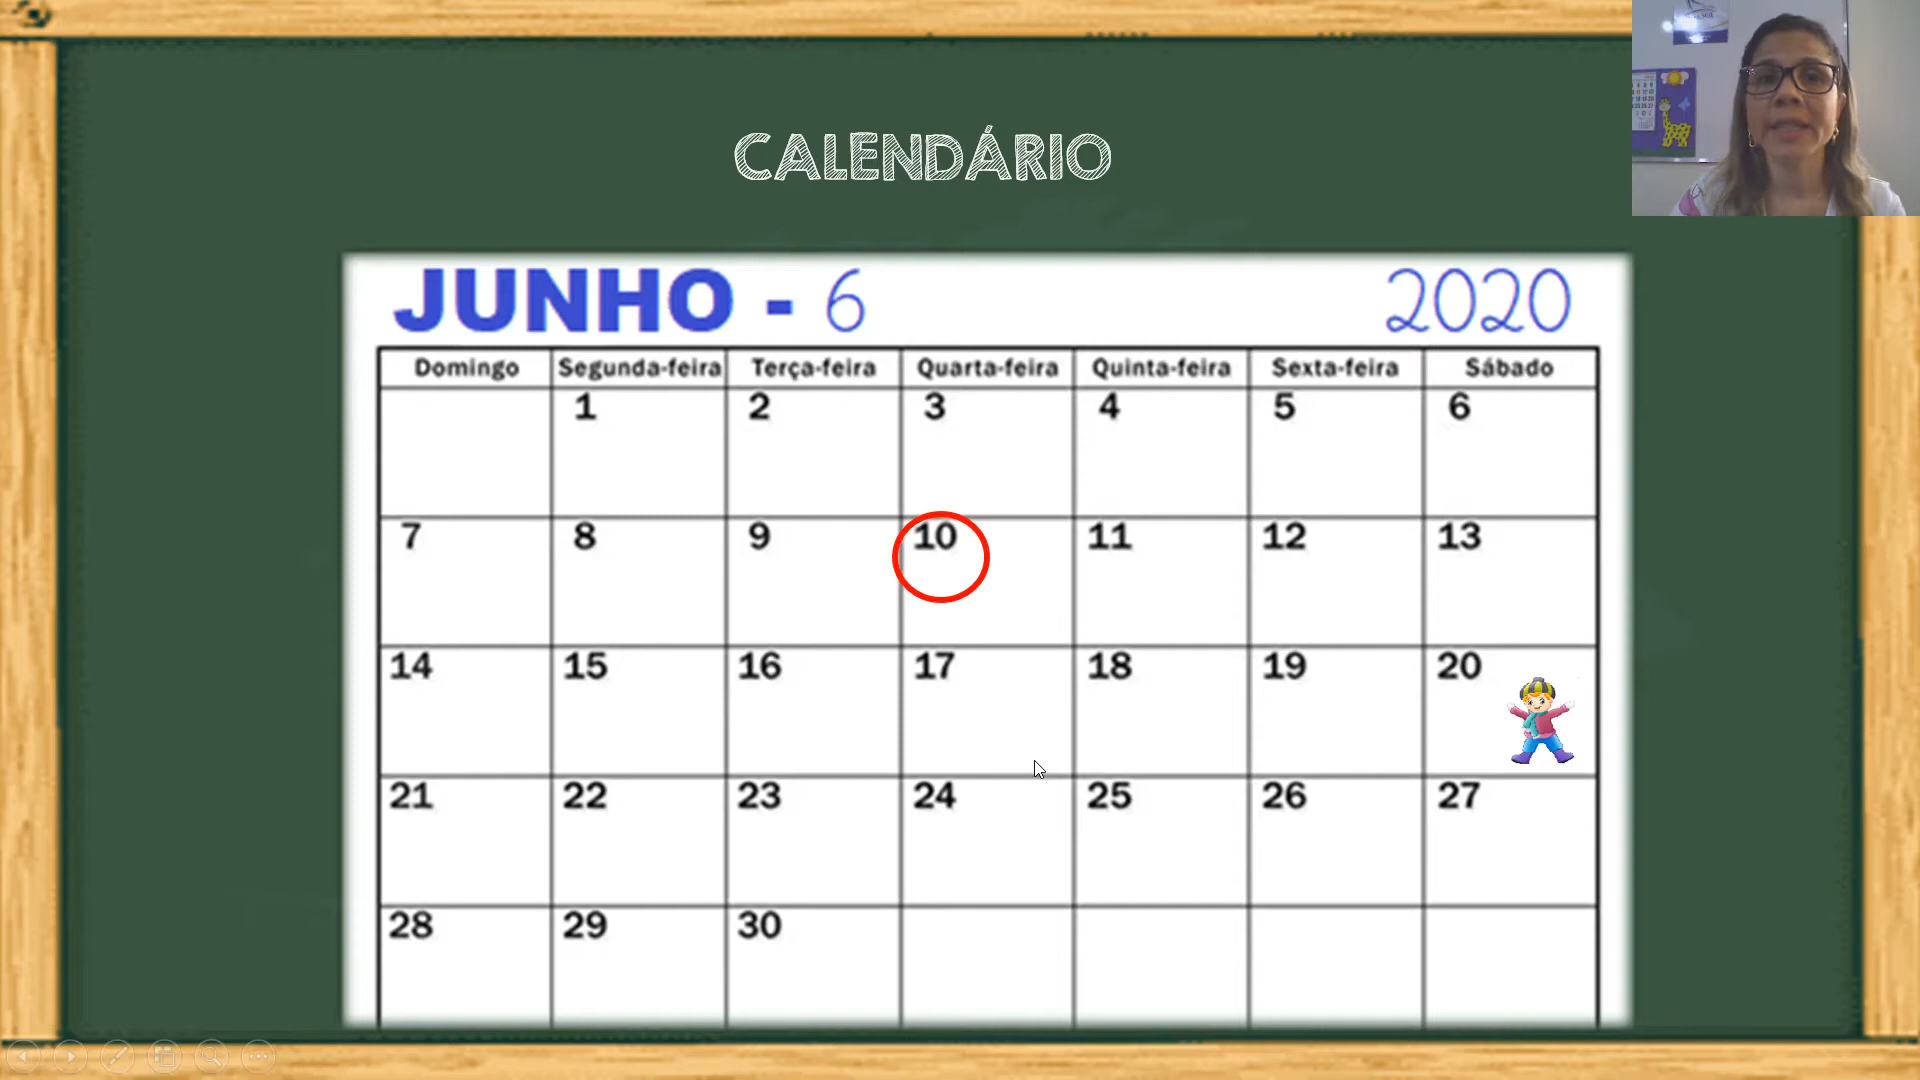 CALENDÁRIO
JUNHO - 6 2020
Domingo Segunda-feira Terça-feira Quarta-feira Quinta-feira Sexta-feira Sábado
1 2 3 4 5 6
7 8 9 10 11 12 13
14 15 16 17 18 19 20
21 22 23 24 25 26 27
28 29 30